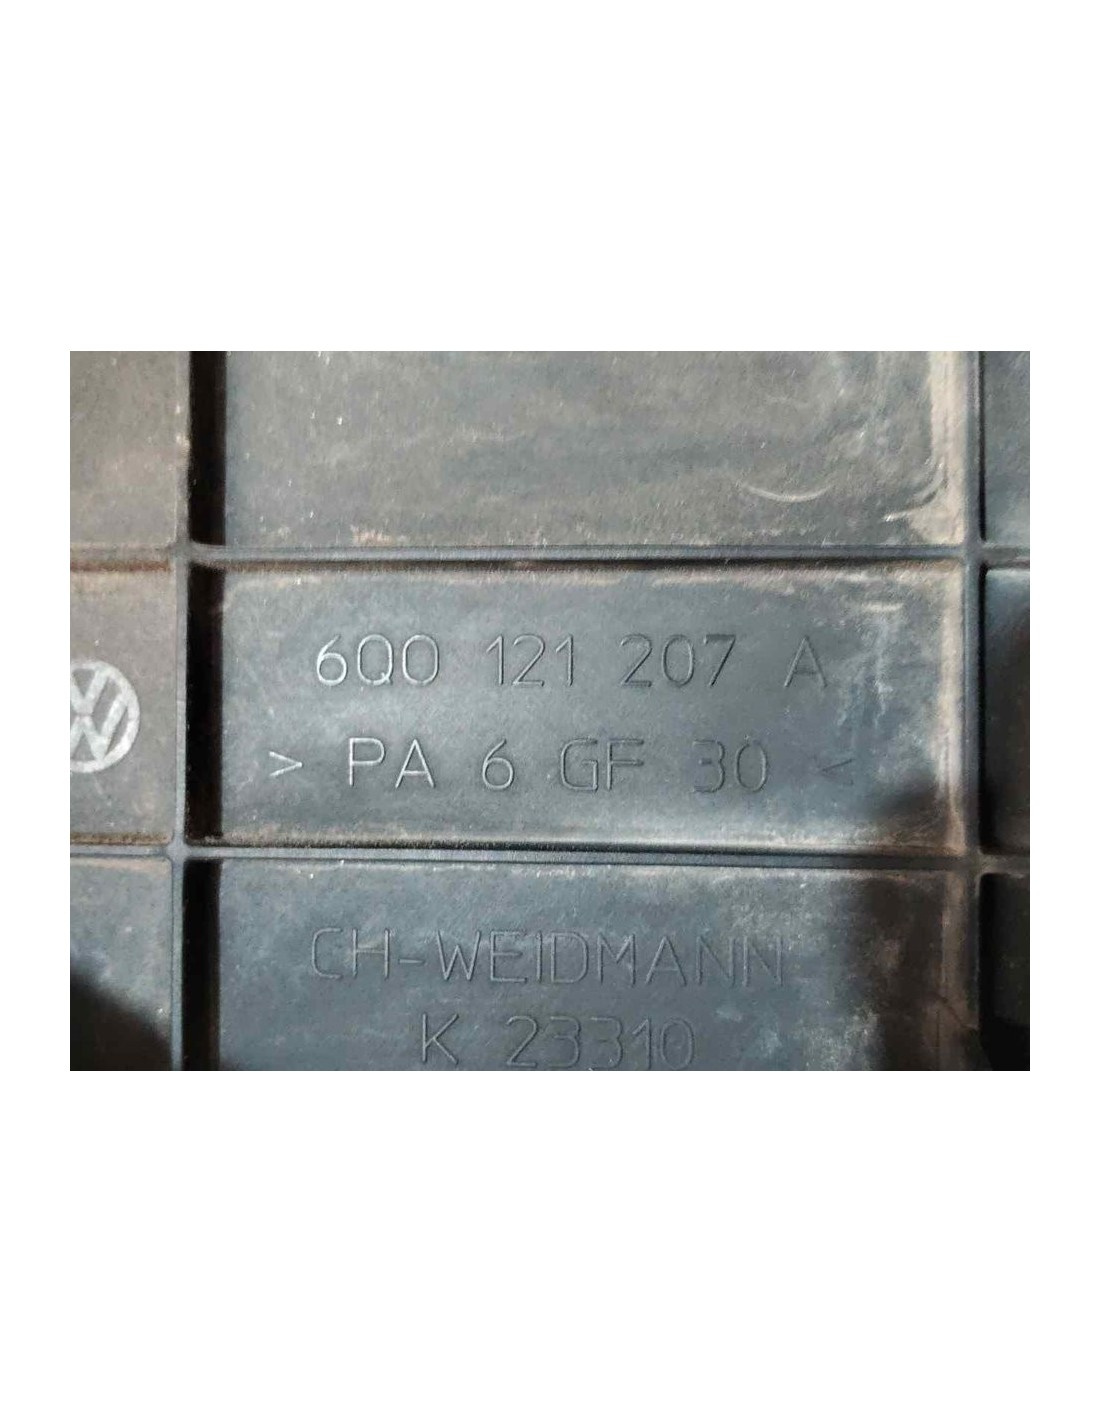 6Q0 121 207 A
> PA 6 GF 30 <
CH-WEIDMANN
K 23310